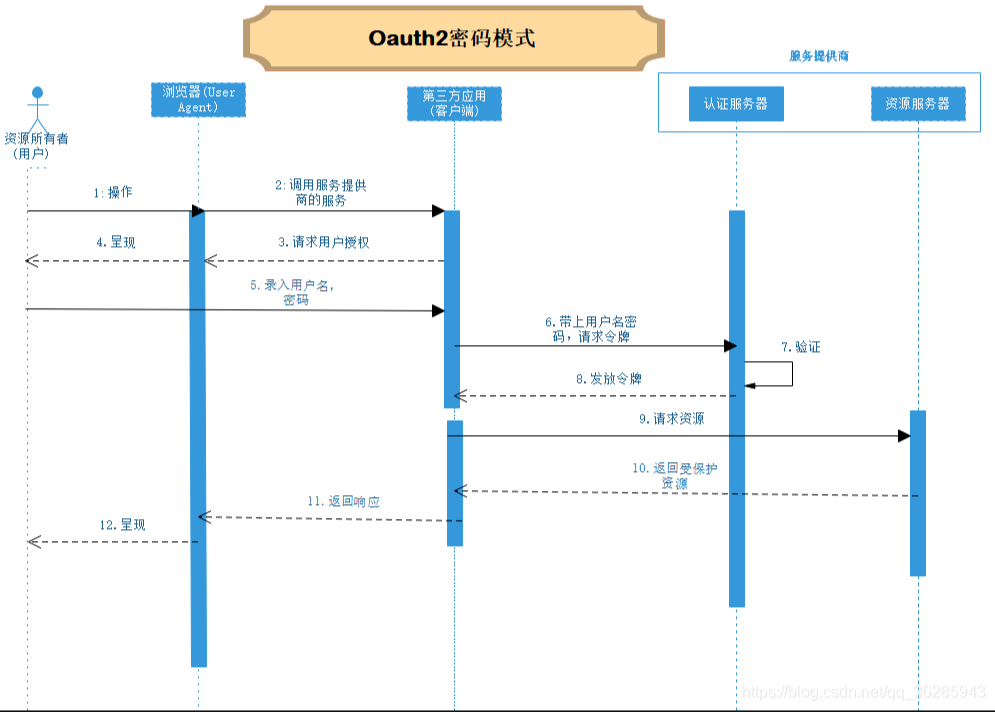 Oauth2密码模式
服务提供商
浏览器(User
Agent)
第三方应用
(客户端)
认证服务器
资源服务器
资源所有者
(用户)
1:操作
2:调用服务提供
商的服务
4.呈现
3.请求用户授权
5.录入用户名，
密码
6.带上用户名密
码，请求令牌
7.验证
8.发放令牌
9.请求资源
10.返回受保护
资源
11.返回响应
12.呈现
https://blog.csdn.net/qq_36285943